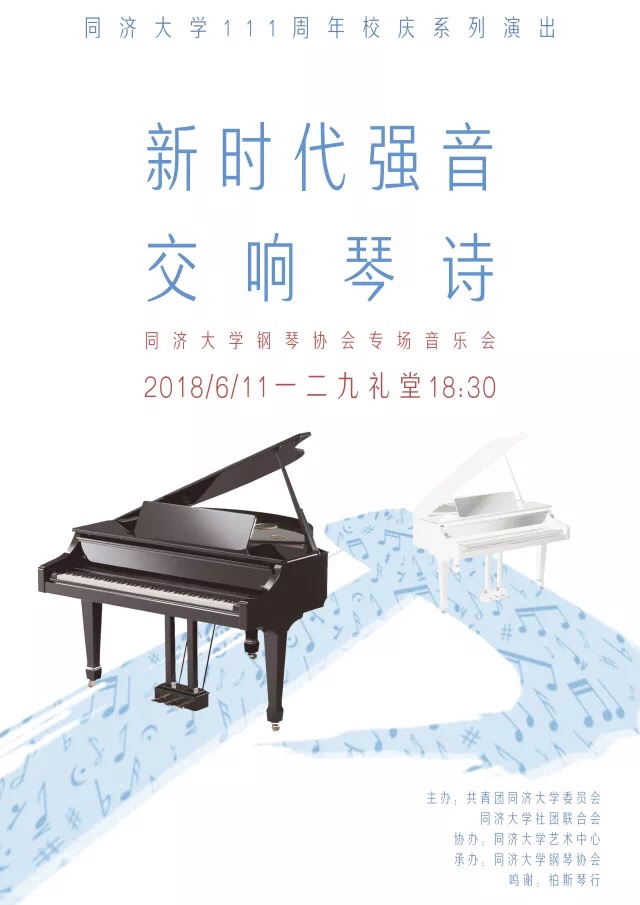 同济大学111周年校庆系列演出
新时代强音
交响琴诗
同济大学钢琴协会专场音乐会
2018/6/11一二九礼堂18:30
主办：共青团同济大学委员会
同济大学社团联合会
协办：同济大学艺术中心
承办：同济大学钢琴协会
鸣谢：柏斯琴行